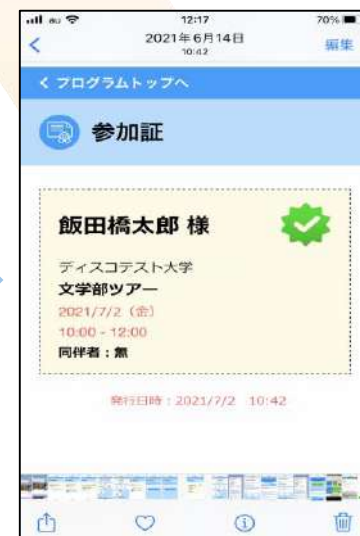 au 12:17 70%
2021年6月14日
10:42
編集
プログラムトップへ
参加証
飯田橋太郎 様
ディスコテスト大学
文学部ツアー
2021/7/2（金）
10:00 - 12:00
同伴者：無
発行日時：2021/7/2 10:42